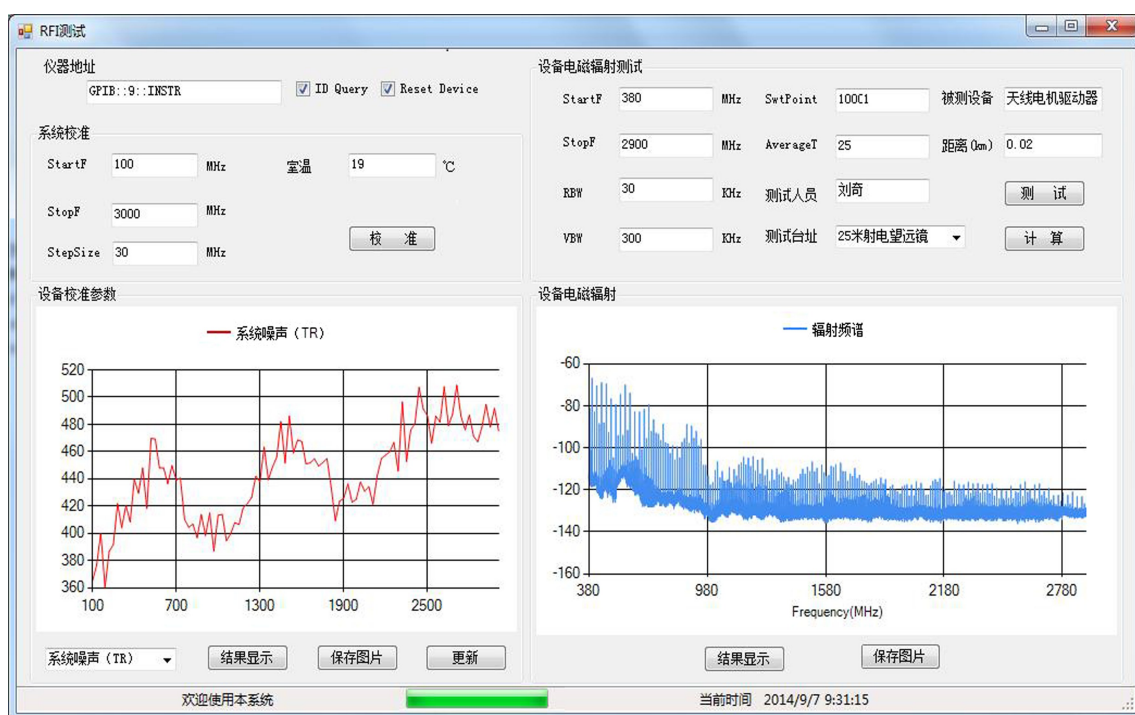 RFI测试
仪器地址
GPIB::9::INSTR
ID Query
Reset Device
系统校准
StartF 100 MHz
室温 19 ℃
StopF 3000 MHz
StepSize 30 MHz
校 准
设备电磁辐射测试
StartF 380 MHz SwtPoint 10001 被测设备 天线电机驱动器
StopF 2900 MHz AverageT 25 距离(km) 0.02
RBW 30 KHz 测试人员 刘奇 测 试
VBW 300 KHz 测试台址 25米射电望远镜 计 算
设备校准参数
系统噪声（TR）
520
500
480
460
440
420
400
380
360
100 700 1300 1900 2500
系统噪声（TR） 结果显示 保存图片 更新
设备电磁辐射
辐射频谱
-60
-80
-100
-120
-140
-160
380 980 1580 2180 2780
Frequency(MHz)
结果显示 保存图片
欢迎使用本系统
当前时间 2014/9/7 9:31:15